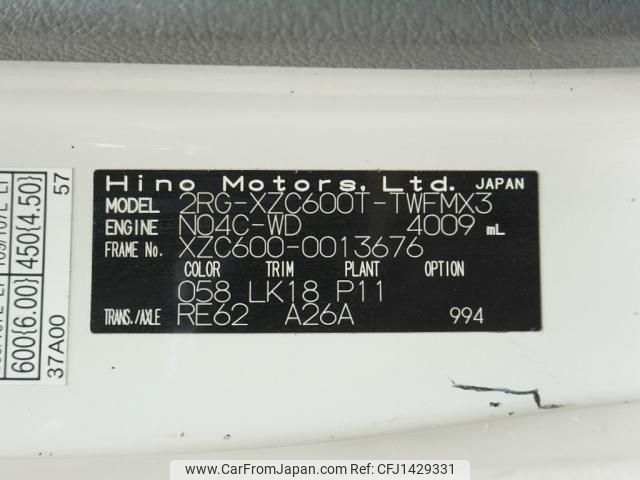 Hino Motors, Ltd. JAPAN
MODEL 2RG-XZC600T-TWFMX3
ENGINE N04C-WD 4009 mL
FRAME No. XZC600-0013676
COLOR TRIM PLANT OPTION
058 LK18 P11
TRANS./AXLE RE62 A26A 994
600{6.00} 450{4.50}
37A00 57
www.CarFromJapan.com - CFJ1429331